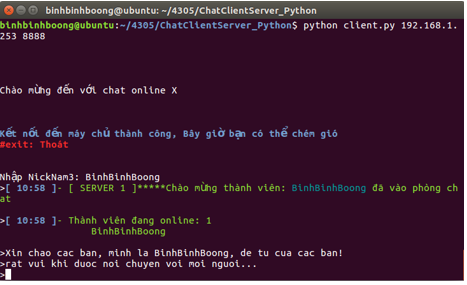 binhbinhboong@ubuntu: ~/4305/ChatClientServer_Python
binhbinhboong@ubuntu:~/4305/ChatClientServer_Python$ python client.py 192.168.1.
253 8888
Chào mừng đến với chat online X
Kết nối đến máy chủ thành công, Bây giờ bạn có thể chém gió
#exit: Thoát
Nhập NickNam3: BinhBinhBoong
>[ 10:58 ]- [ SERVER 1 ]*****Chào mừng thành viên: BinhBinhBoong đã vào phòng ch
at
>[ 10:58 ]- Thành viên đang online: 1
BinhBinhBoong
>Xin chao cac ban, minh la BinhBinhBoong, de tu cua cac ban!
>rat vui khi duoc noi chuyen voi moi nguoi...
>